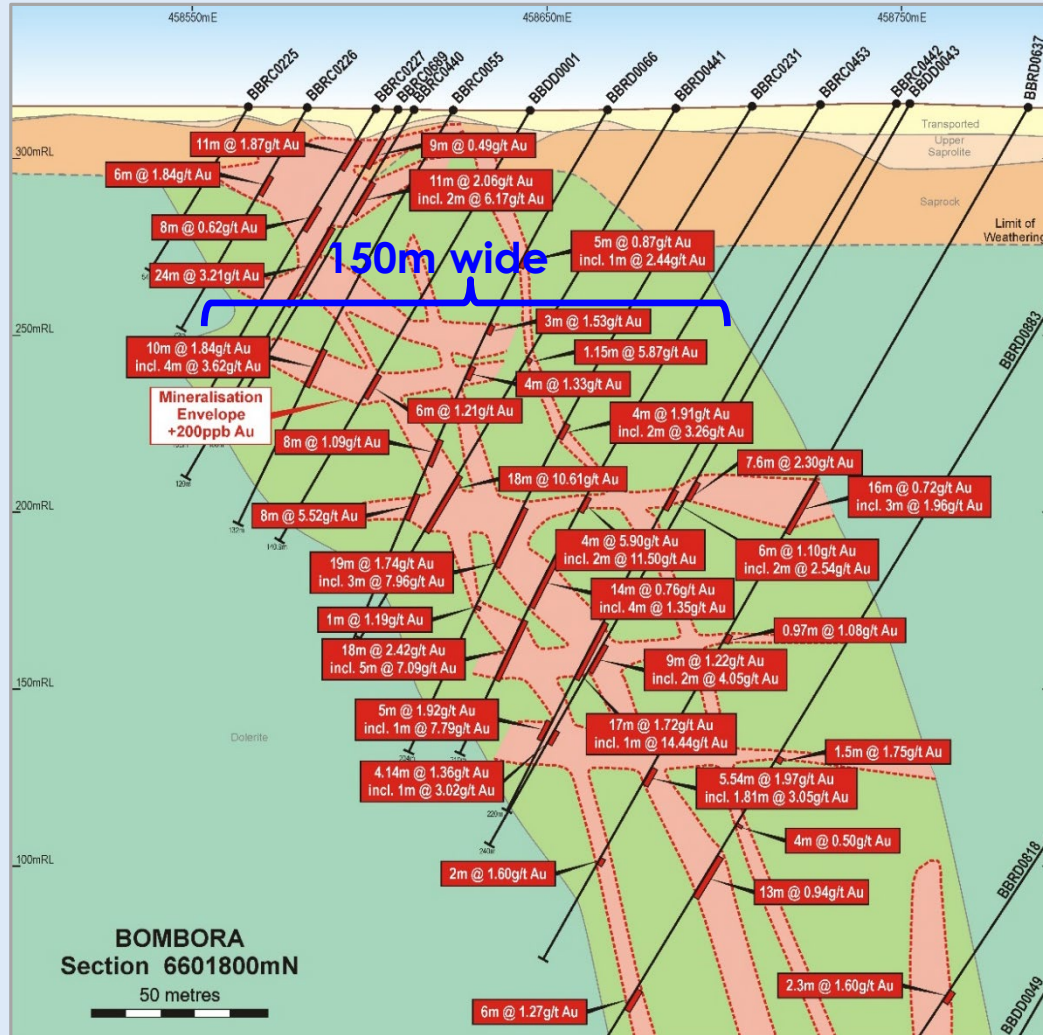 458550mE
458650mE
458750mE
BBRC0225
BBRC0226
BBRC0227
BBRC0689
BBRC0440
BBRC0055
BBDD0001
BBRD0066
BBRD0441
BBRC0231
BBRC0453
BBRC0442
BBDD0043
BBRD0637
Transported
Upper
Saprolite
300mRL
11m @ 1.87g/t Au
9m @ 0.49g/t Au
6m @ 1.84g/t Au
11m @ 2.06g/t Au
incl. 2m @ 6.17g/t Au
Saprock
8m @ 0.62g/t Au
Limit of
Weathering
5m @ 0.87g/t Au
incl. 1m @ 2.44g/t Au
150m wide
24m @ 3.21g/t Au
250mRL
3m @ 1.53g/t Au
BBRD0883
10m @ 1.84g/t Au
incl. 4m @ 3.62g/t Au
1.15m @ 5.87g/t Au
4m @ 1.33g/t Au
Mineralisation
Envelope
+200ppb Au
6m @ 1.21g/t Au
4m @ 1.91g/t Au
incl. 2m @ 3.26g/t Au
8m @ 1.09g/t Au
7.6m @ 2.30g/t Au
120m
18m @ 10.61g/t Au
16m @ 0.72g/t Au
incl. 3m @ 1.96g/t Au
200mRL
8m @ 5.52g/t Au
132m
4m @ 5.90g/t Au
incl. 2m @ 11.50g/t Au
6m @ 1.10g/t Au
incl. 2m @ 2.54g/t Au
19m @ 1.74g/t Au
incl. 3m @ 7.96g/t Au
14m @ 0.76g/t Au
incl. 4m @ 1.35g/t Au
1m @ 1.19g/t Au
0.97m @ 1.08g/t Au
18m @ 2.42g/t Au
incl. 5m @ 7.09g/t Au
9m @ 1.22g/t Au
incl. 2m @ 4.05g/t Au
150mRL
5m @ 1.92g/t Au
incl. 1m @ 7.79g/t Au
17m @ 1.72g/t Au
incl. 1m @ 14.44g/t Au
Dolerite
1.5m @ 1.75g/t Au
4.14m @ 1.36g/t Au
incl. 1m @ 3.02g/t Au
5.54m @ 1.97g/t Au
incl. 1.81m @ 3.05g/t Au
220m
240m
4m @ 0.50g/t Au
100mRL
2m @ 1.60g/t Au
13m @ 0.94g/t Au
BBRD0818
BOMBORA
Section 6601800mN
50 metres
2.3m @ 1.60g/t Au
6m @ 1.27g/t Au
BBDD0049